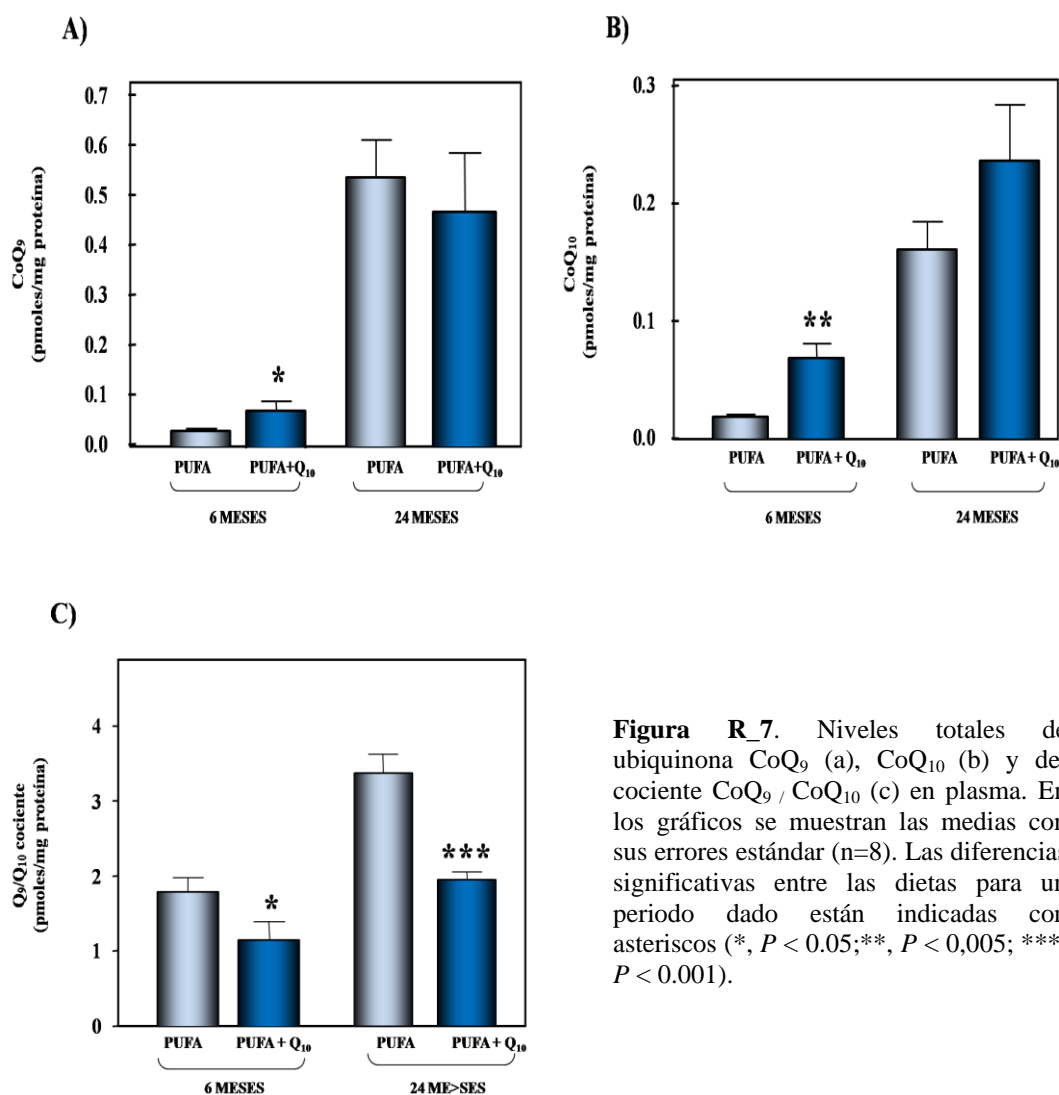 A)
CoQ9
(pmoles/mg proteína)
0.7
0.6
0.5
0.4
0.3
0.2
0.1
0.0
*
PUFA PUFA+Q10 PUFA PUFA+Q10
6 MESES 24 MESES
B)
CoQ10
(pmoles/mg proteína)
0.3
0.2
0.1
0.0
**
PUFA PUFA + Q10 PUFA PUFA + Q10
6 MESES 24 MESES
C)
Q9/Q10 cociente
(pmoles/mg proteína)
4
3
2
1
0
*
***
PUFA PUFA + Q10 PUFA PUFA + Q10
6 MESES 24 ME>SES
Figura R_7. Niveles totales de
ubiquinona CoQ9 (a), CoQ10 (b) y de
cociente CoQ9 / CoQ10 (c) en plasma. En
los gráficos se muestran las medias con
sus errores estándar (n=8). Las diferencias
significativas entre las dietas para un
periodo dado están indicadas con
asteriscos (*, P < 0.05;**, P < 0,005; ***
P < 0.001).